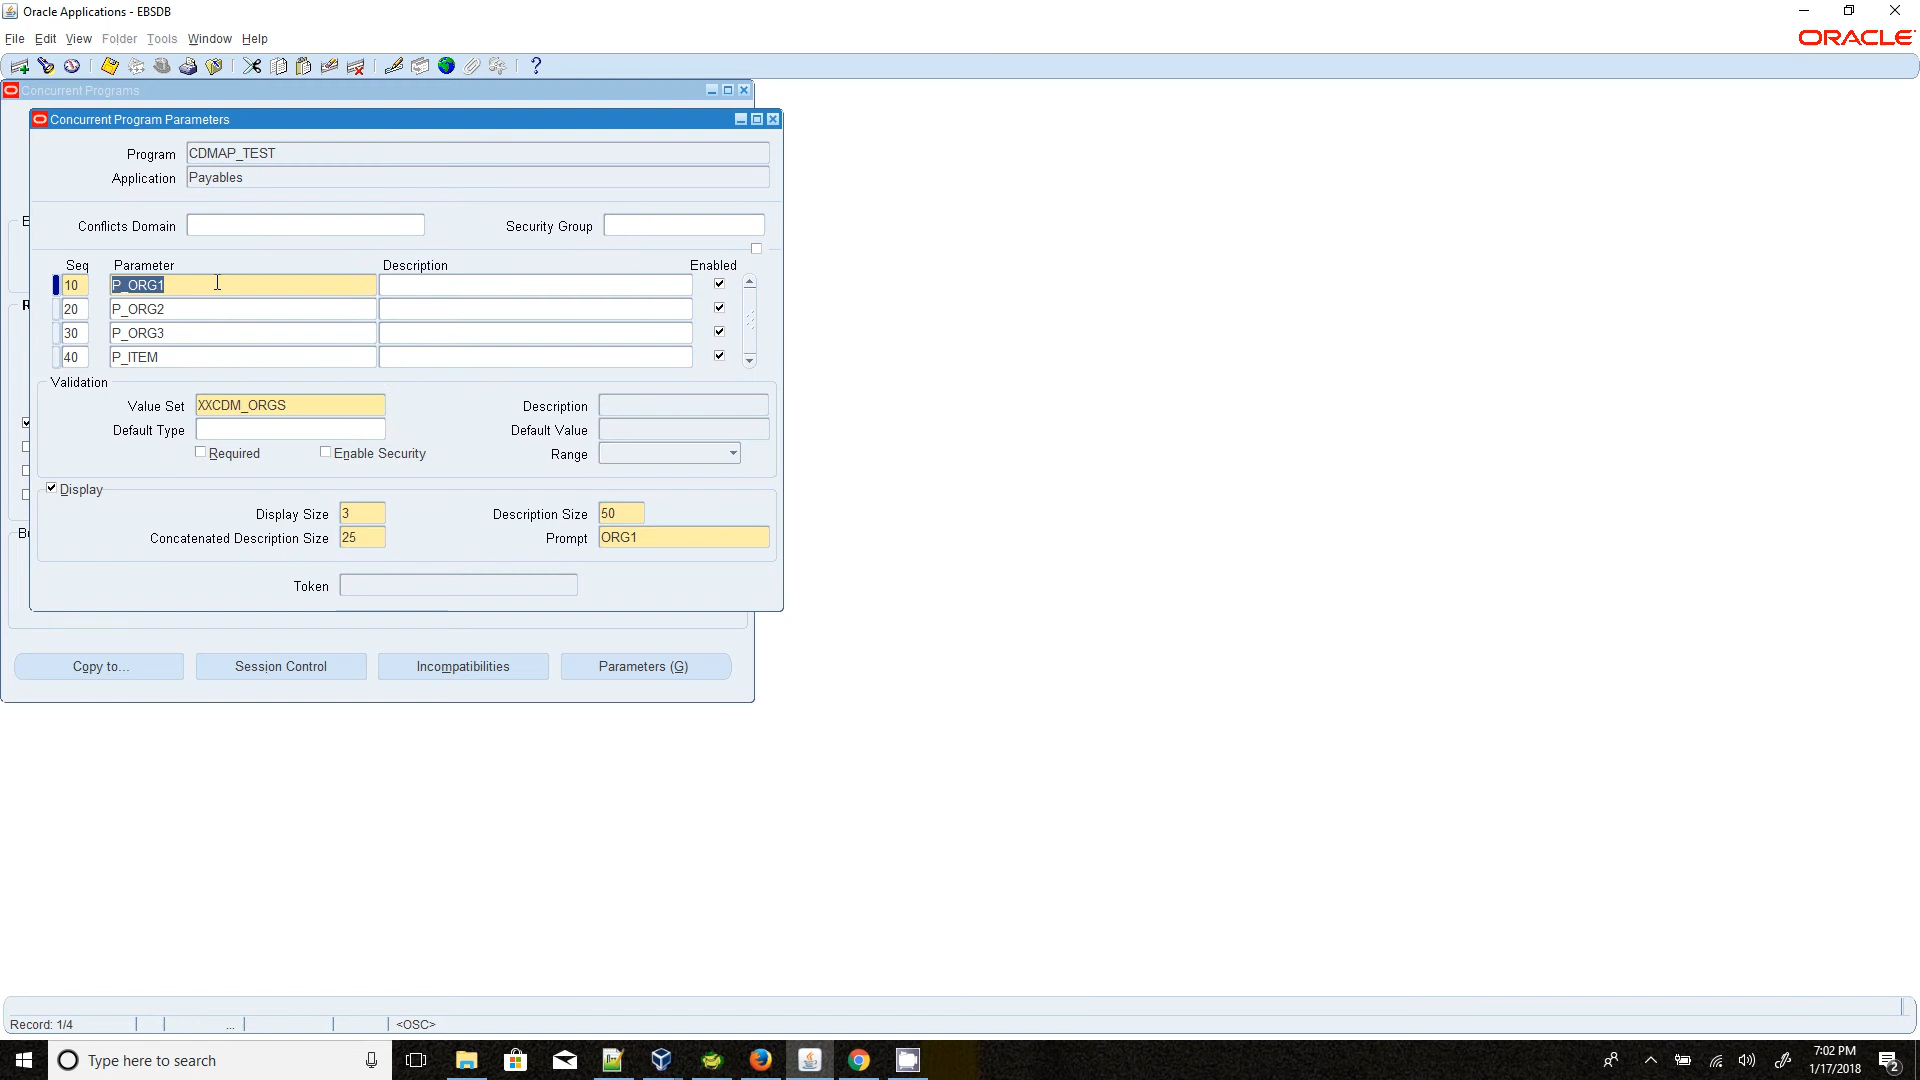 Oracle Applications - EBSDB
File Edit View Folder Tools Window Help
ORACLE
Concurrent Programs
Concurrent Program Parameters
Program CDMAP_TEST
Application Payables
Conflicts Domain Security Group
Seq Parameter Description Enabled
10 P_ORG1
20 P_ORG2
30 P_ORG3
40 P_ITEM
Validation
Value Set XXCDM_ORGS Description
Default Type Default Value
Required Enable Security Range
Display
Display Size 3 Description Size 50
Concatenated Description Size 25 Prompt ORG1
Token
Copy to... Session Control Incompatibilities Parameters (G)
Record: 1/4 ... <OSC>
Type here to search
7:02 PM
1/17/2018
2